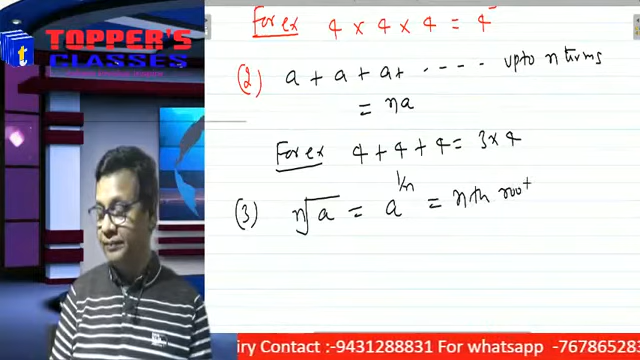 For ex 4 × 4 × 4 = 4
TOPPER'S
CLASSES
t
(2) a + a + a + ----- upto n terms
= na
For ex 4 + 4 + 4 = 3 × 4
(3) ⁿ√a = a^1/n = nth root
iry Contact :-9431288831 For whatsapp -767865283